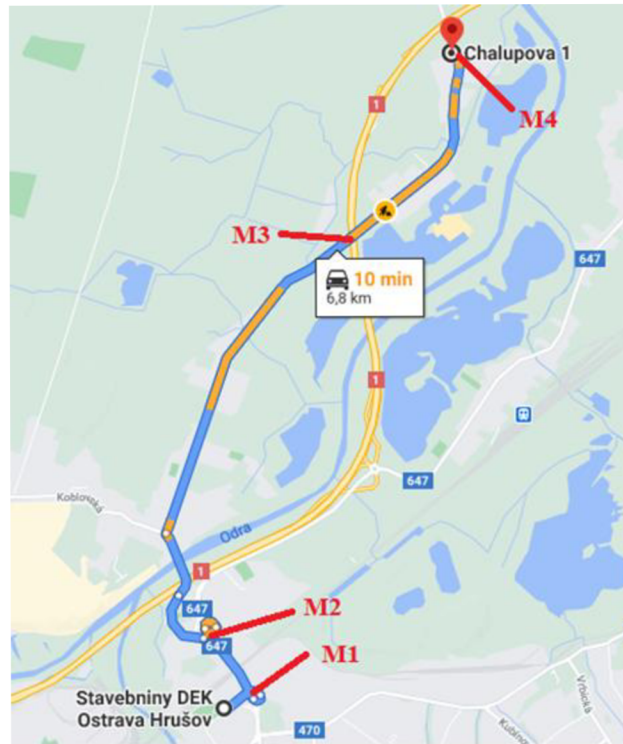 Chalupova 1
1
M4
M3
647
10 min
6,8 km
1
647
Koblovská
Odra
1
647
M2
647
M1
Stavebniny DEK
Ostrava Hrušov
470
Vrbická